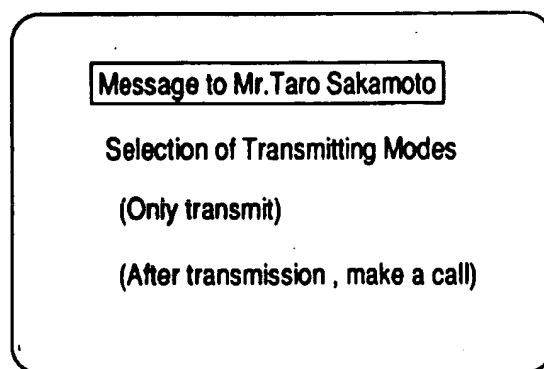 Message to Mr.Taro Sakamoto
Selection of Transmitting Modes
(Only transmit)
(After transmission , make a call)